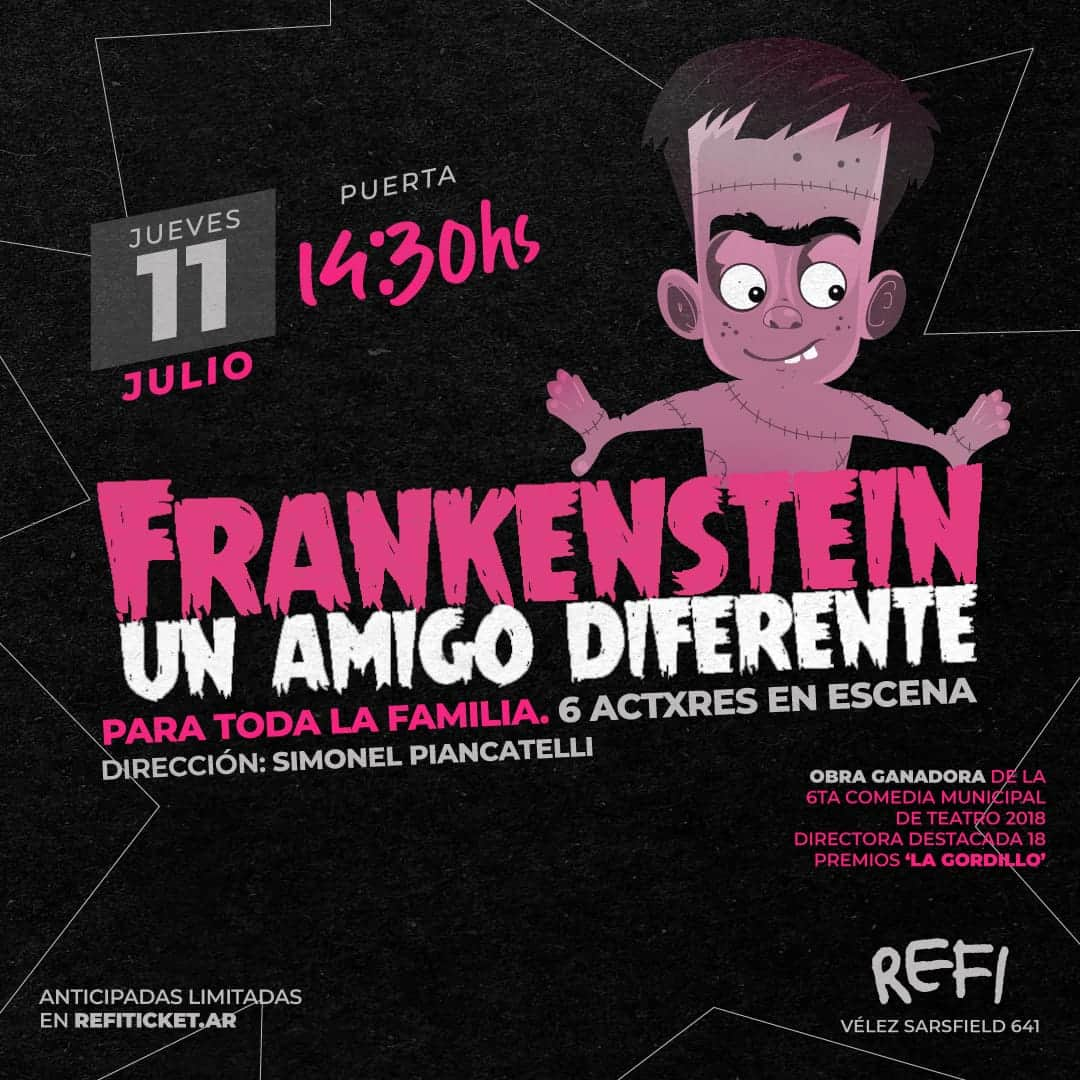 JUEVES
11
JULIO
PUERTA
14:30hs
FRANKENSTEIN
UN AMIGO DIFERENTE
PARA TODA LA FAMILIA. 6 ACTXRES EN ESCENA
DIRECCIÓN: SIMONEL PIANCATELLI
OBRA GANADORA DE LA
6TA COMEDIA MUNICIPAL
DE TEATRO 2018
DIRECTORA DESTACADA 18
PREMIOS ‘LA GORDILLO’
ANTICIPADAS LIMITADAS
EN REFITICKET.AR
REFI
VÉLEZ SARSFIELD 641